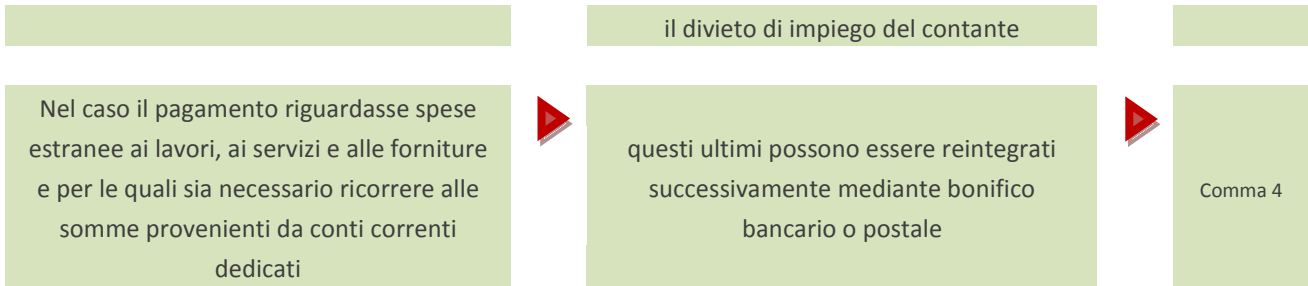 il divieto di impiego del contante
Nel caso il pagamento riguardasse spese
estranee ai lavori, ai servizi e alle forniture
e per le quali sia necessario ricorrere alle
somme provenienti da conti correnti
dedicati
questi ultimi possono essere reintegrati
successivamente mediante bonifico
bancario o postale
Comma 4